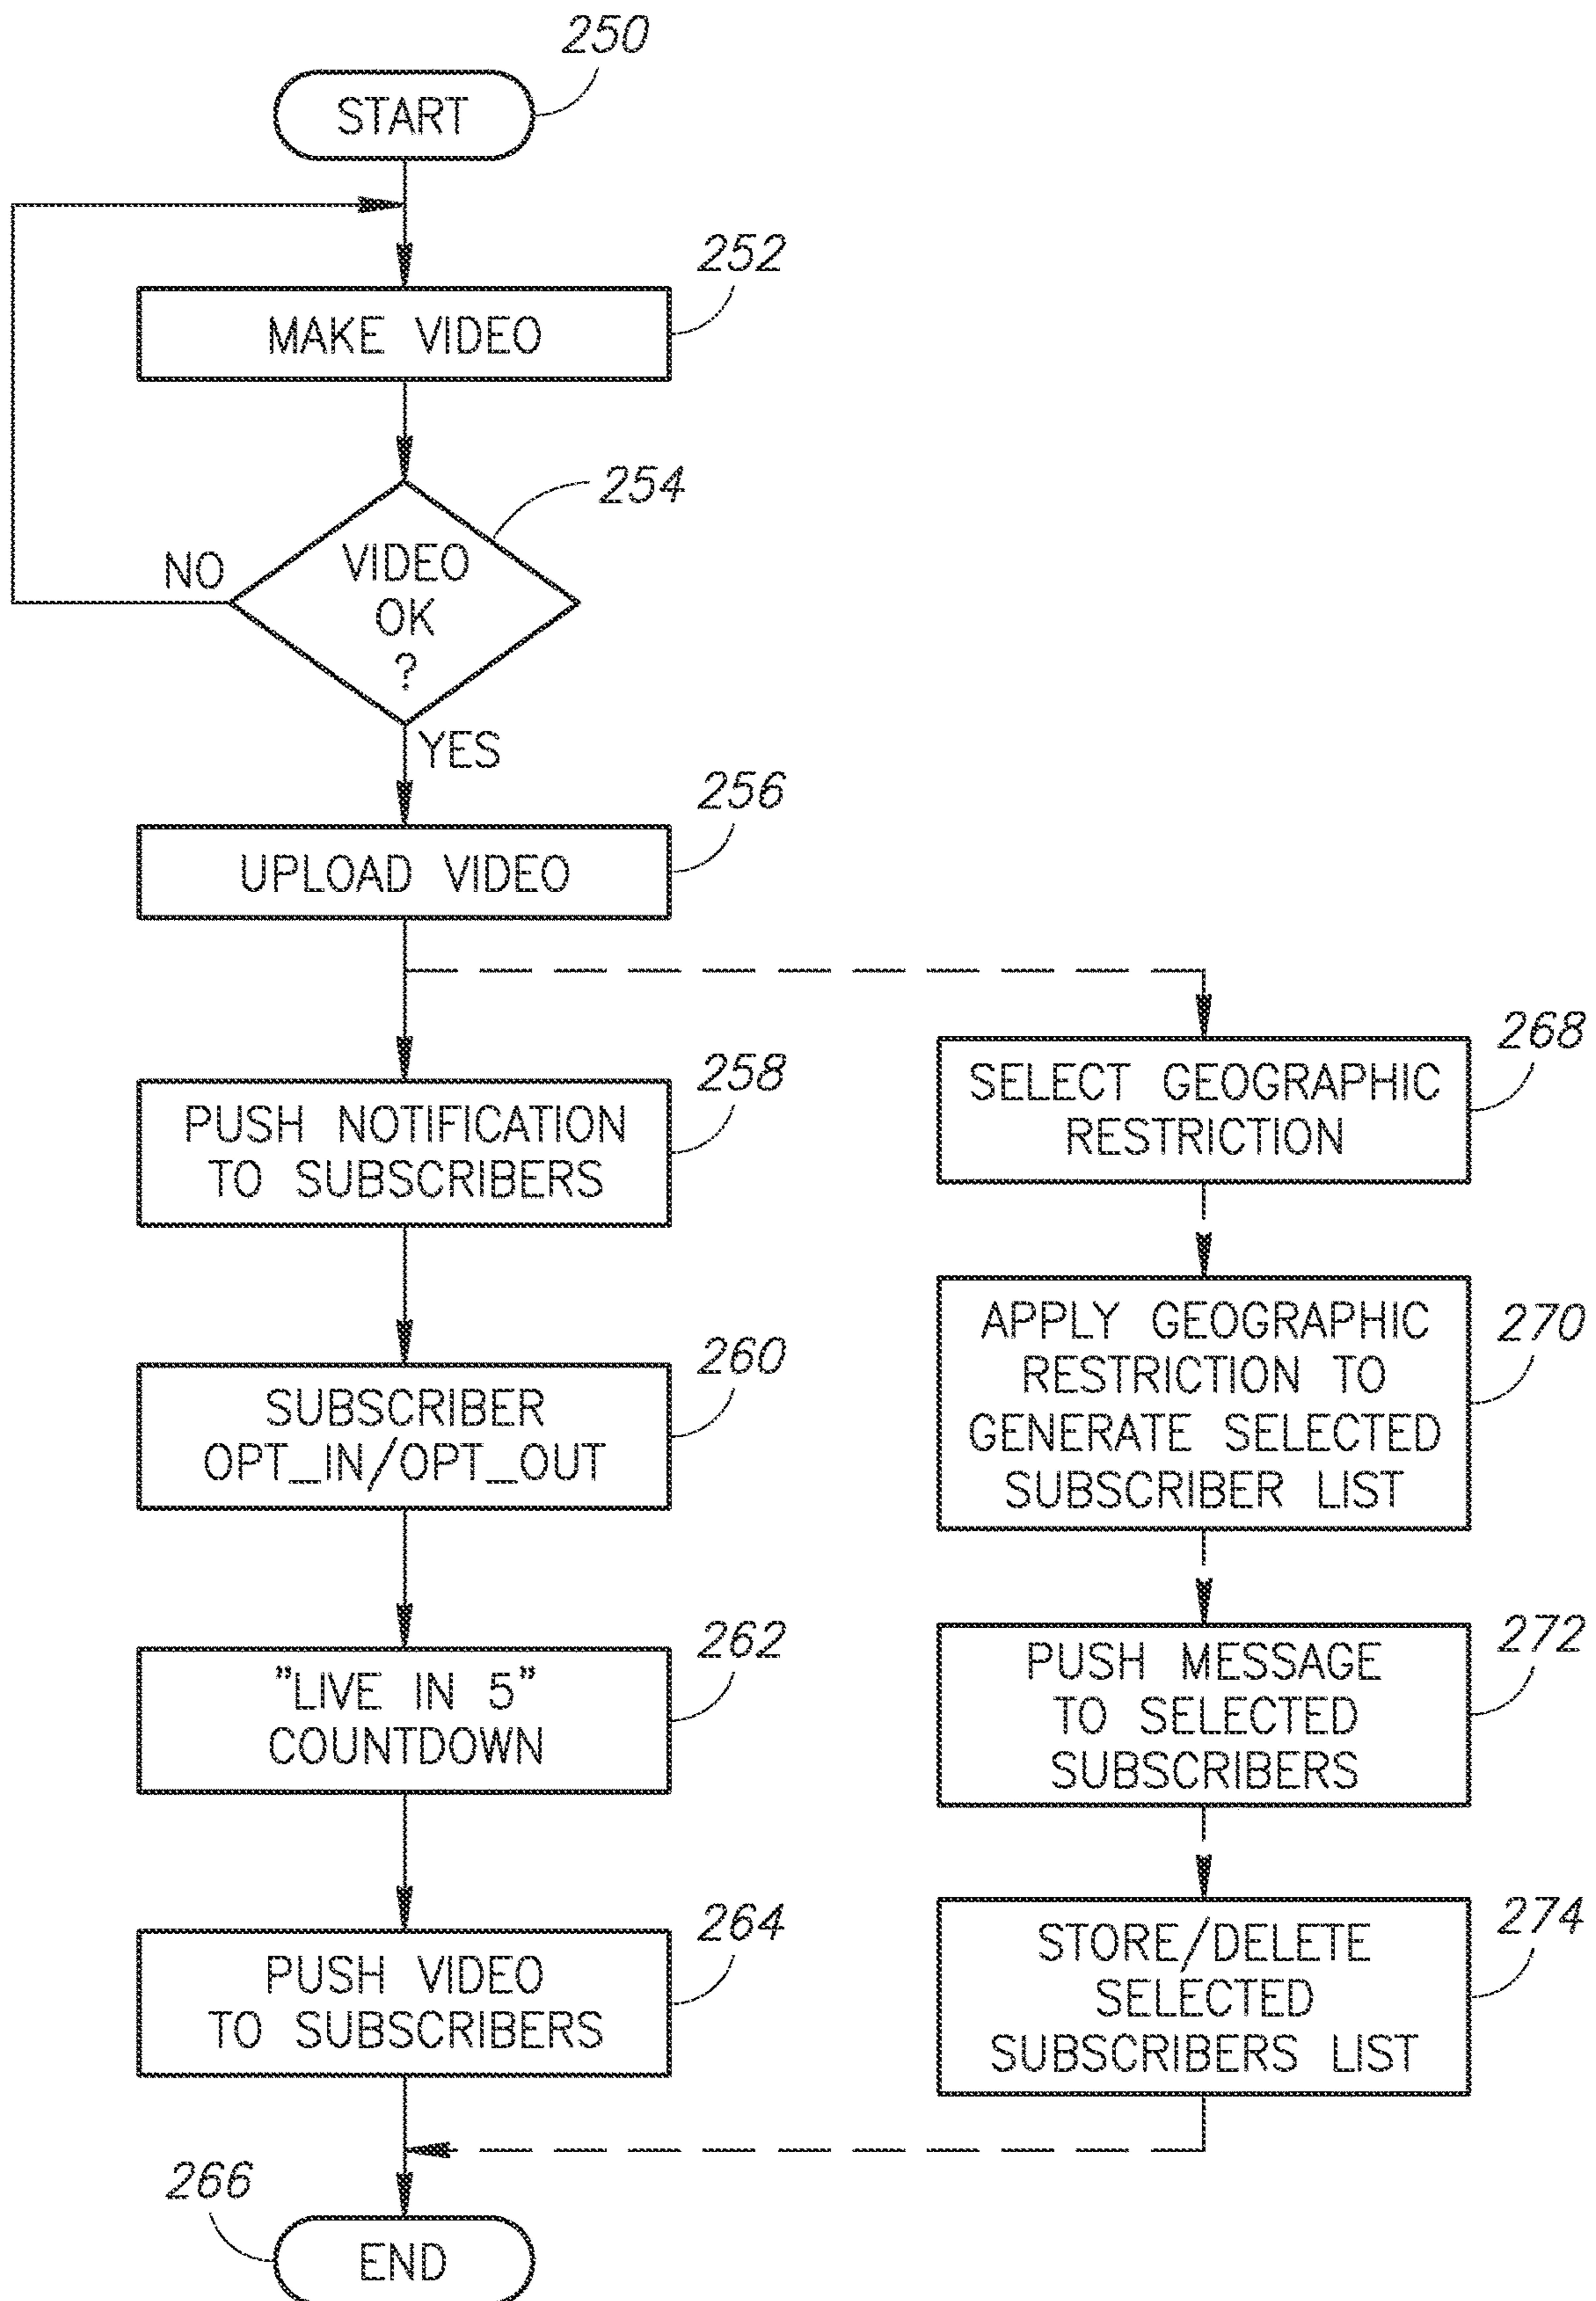 250
START
252
MAKE VIDEO
254
NO
VIDEO
OK
?
YES
256
UPLOAD VIDEO
258
PUSH NOTIFICATION
TO SUBSCRIBERS
260
SUBSCRIBER
OPT_IN/OPT_OUT
262
"LIVE IN 5"
COUNTDOWN
264
PUSH VIDEO
TO SUBSCRIBERS
268
SELECT GEOGRAPHIC
RESTRICTION
270
APPLY GEOGRAPHIC
RESTRICTION TO
GENERATE SELECTED
SUBSCRIBER LIST
272
PUSH MESSAGE
TO SELECTED
SUBSCRIBERS
274
STORE/DELETE
SELECTED
SUBSCRIBERS LIST
266
END